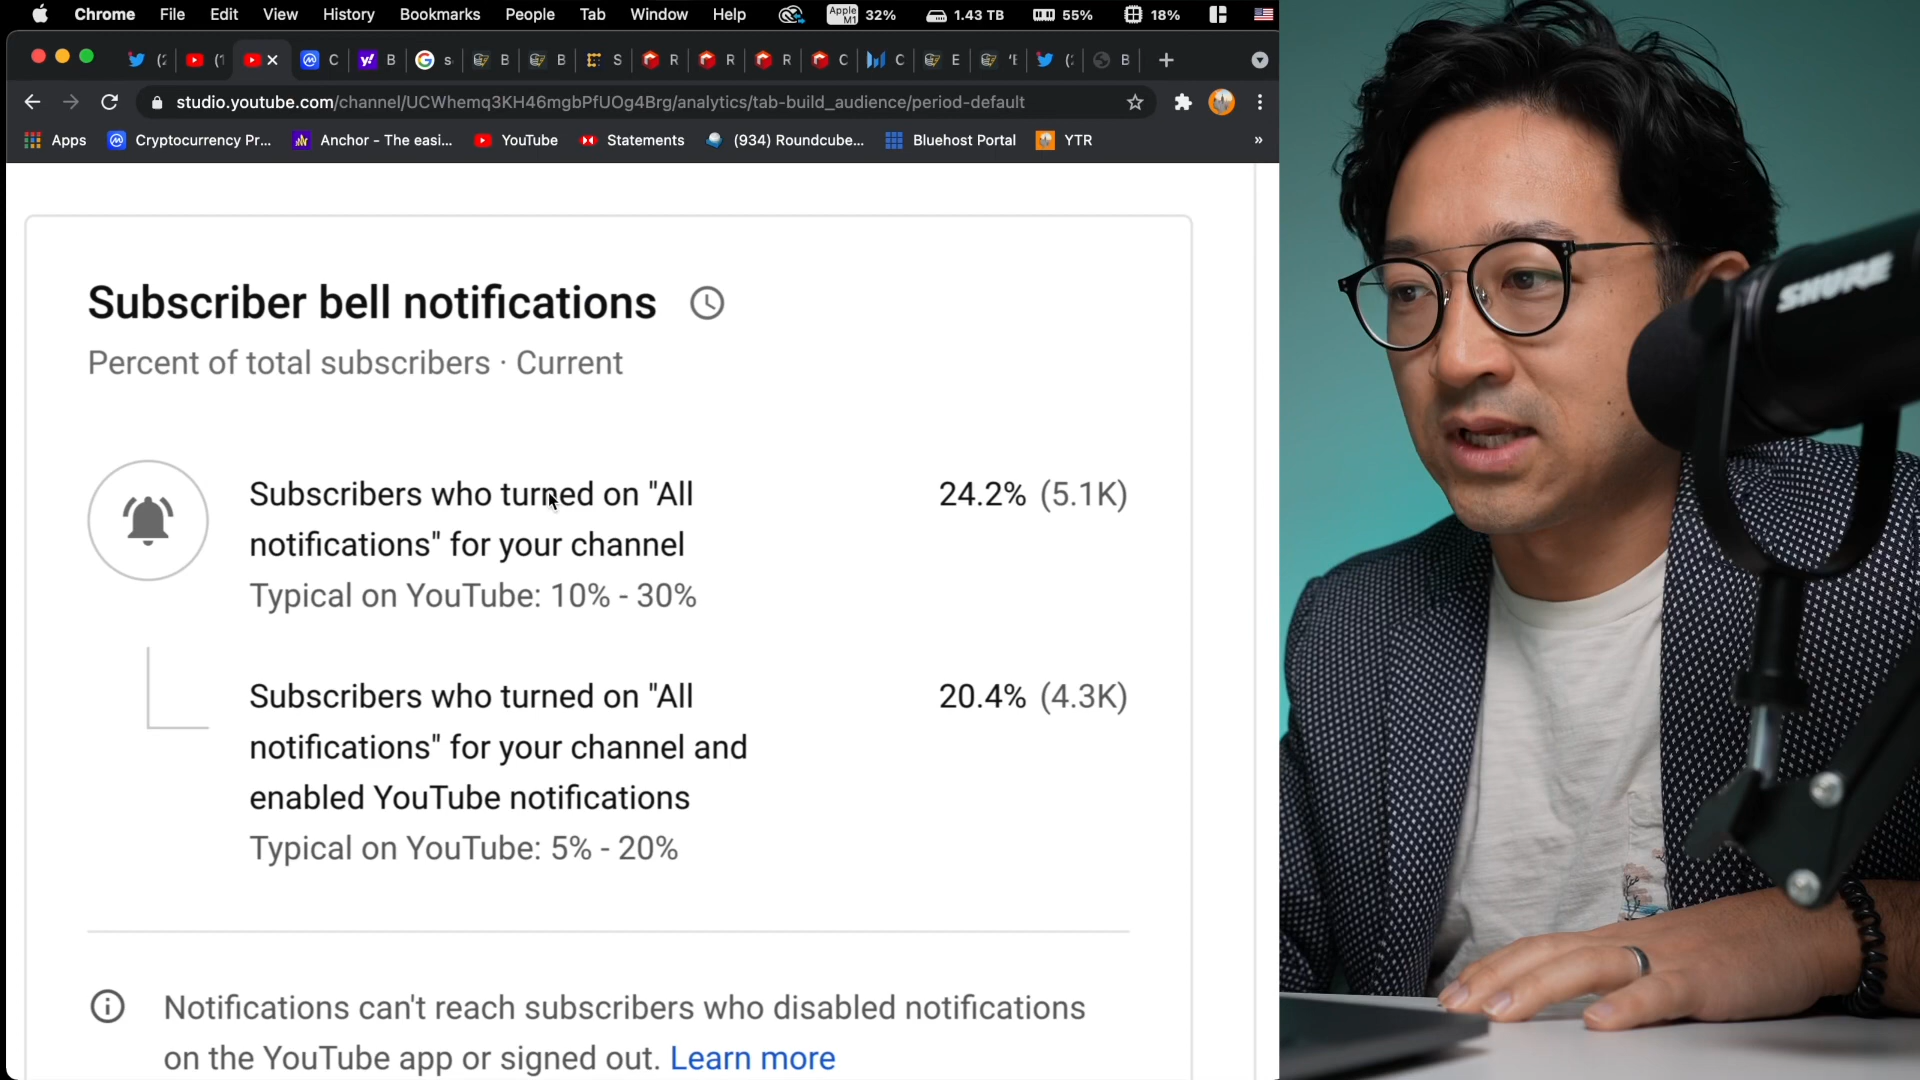 Chrome File Edit View History Bookmarks People Tab Window Help Apple M1 32% 1.43 TB 55% 18%
( ( C B s B B S R R R C C E 'E ( B
studio.youtube.com/channel/UCWhemq3KH46mgbPfUOg4Brg/analytics/tab-build_audience/period-default
Apps Cryptocurrency Pr... Anchor - The easi... YouTube Statements (934) Roundcube... Bluehost Portal YTR »
Subscriber bell notifications
Percent of total subscribers · Current
Subscribers who turned on "All 24.2% (5.1K)
notifications" for your channel
Typical on YouTube: 10% - 30%
Subscribers who turned on "All 20.4% (4.3K)
notifications" for your channel and
enabled YouTube notifications
Typical on YouTube: 5% - 20%
Notifications can't reach subscribers who disabled notifications
on the YouTube app or signed out. Learn more
SHURE